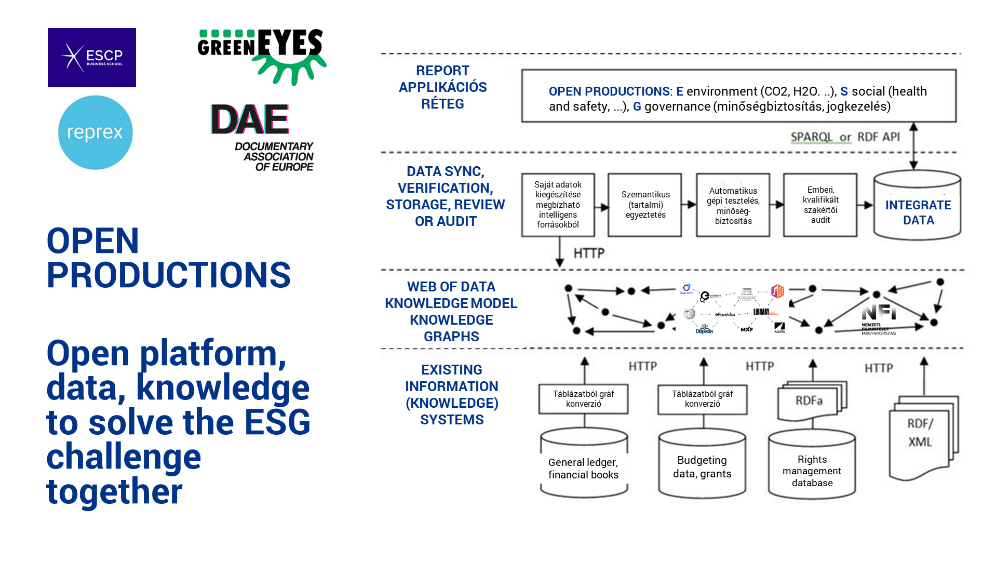 ESCP
BUSINESS SCHOOL
GREENEYES
reprex
DAE
DOCUMENTARY
ASSOCIATION
OF EUROPE
OPEN
PRODUCTIONS
Open platform,
data, knowledge
to solve the ESG
challenge
together
REPORT
APPLIKÁCIÓS
RÉTEG
OPEN PRODUCTIONS: E environment (CO2, H2O. ..), S social (health
and safety, ...), G governance (minőségbiztosítás, jogkezelés)
SPARQL or RDF API
DATA SYNC,
VERIFICATION,
STORAGE, REVIEW
OR AUDIT
Saját adatok
kiegészítése
megbízható
intelligens
forrásokból
Szemantikus
(tartalmi)
egyeztetés
Automatikus
gépi tesztelés,
minőség-
biztosítás
Emberi,
kvalifikált
szakértői
audit
INTEGRATE
DATA
HTTP
WEB OF DATA
KNOWLEDGE MODEL
KNOWLEDGE
GRAPHS
LIBRARY
DBpedia
NFI
NEMZETI
FILMINTÉZET
MAGYARORSZÁG
EXISTING
INFORMATION
(KNOWLEDGE)
SYSTEMS
HTTP
HTTP
HTTP
Táblázatból gráf
konverzió
Táblázatból gráf
konverzió
RDFa
RDF/
XML
General ledger,
financial books
Budgeting
data, grants
Rights
management
database